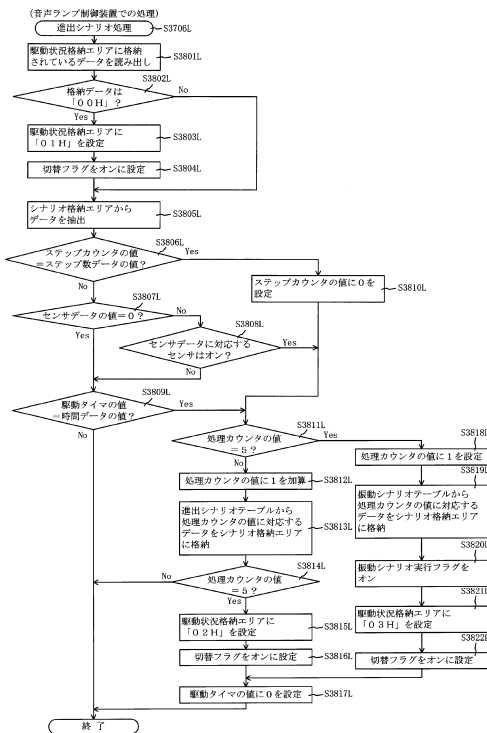 (音声ランプ制御装置での処理)
進出シナリオ処理
S3706L
駆動状況格納エリアに格納
されているデータを読み出し
S3801L
S3802L
格納データは
「００Ｈ」？
No
Yes
駆動状況格納エリアに
「０１Ｈ」を設定
S3803L
切替フラグをオンに設定
S3804L
シナリオ格納エリアから
データを抽出
S3805L
S3806L
ステップカウンタの値
＝ステップ数データの値？
Yes
No
ステップカウンタの値に０を
設定
S3810L
S3807L
センサデータの値＝０？
No
Yes
S3808L
センサデータに対応する
センサはオン？
Yes
No
S3809L
駆動タイマの値
＝時間データの値？
Yes
No
S3811L
処理カウンタの値
＝５？
Yes
No
処理カウンタの値に１を加算
S3812L
進出シナリオテーブルから
処理カウンタの値に対応する
データをシナリオ格納エリア
に格納
S3813L
S3814L
処理カウンタの値
＝５？
No
Yes
駆動状況格納エリアに
「０２Ｈ」を設定
S3815L
切替フラグをオンに設定
S3816L
S3818L
処理カウンタの値に１を設定
S3819L
振動シナリオテーブルから
処理カウンタの値に対応する
データをシナリオ格納エリア
に格納
S3820L
振動シナリオ実行フラグを
オン
S3821L
駆動状況格納エリアに
「０３Ｈ」を設定
S3822L
切替フラグをオンに設定
駆動タイマの値に０を設定
S3817L
終了